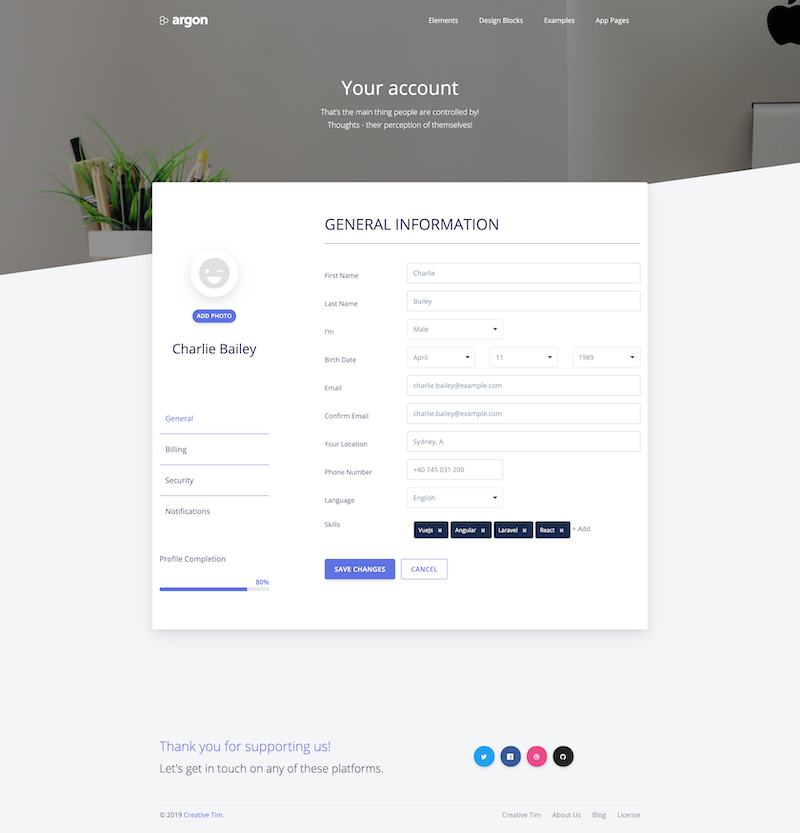 argon
Elements Design Blocks Examples App Pages
Your account
That's the main thing people are controlled by!
Thoughts - their perception of themselves!
ADD PHOTO
Charlie Bailey
General
Billing
Security
Notifications
Profile Completion
80%
GENERAL INFORMATION
First Name Charlie
Last Name Bailey
I'm Male
Birth Date April 11 1989
Email charlie.bailey@example.com
Confirm Email charlie.bailey@example.com
Your Location Sydney, A
Phone Number +40 745 031 200
Language English
Skills VueJs × Angular × Laravel × React × + Add
SAVE CHANGES CANCEL
Thank you for supporting us!
Let's get in touch on any of these platforms.
© 2019 Creative Tim.
Creative Tim About Us Blog License